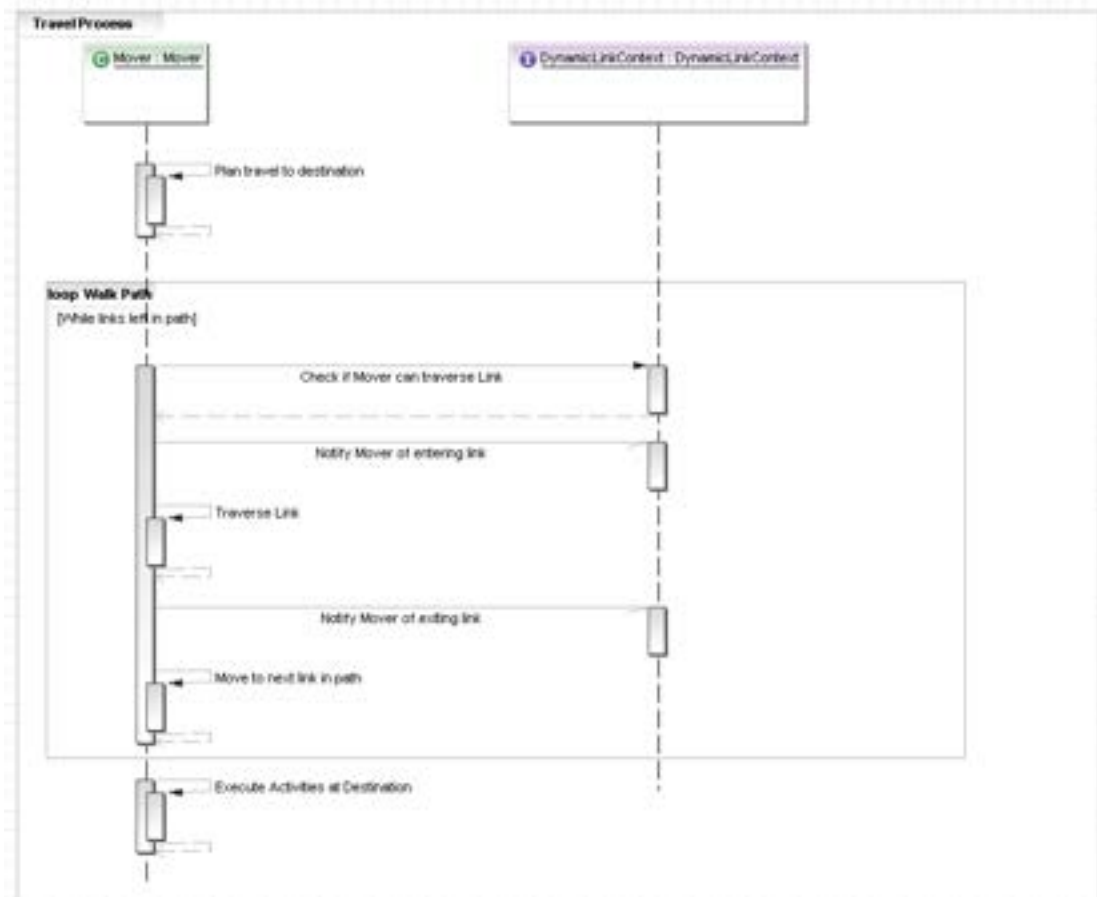 TravelProcess
Mover : Mover
DynamicLinkContext : DynamicLinkContext
Plan travel to destination
loop Walk Path
[While links left in path]
Check if Mover can traverse Link
Notify Mover of entering link
Traverse Link
Notify Mover of exiting link
Move to next link in path
Execute Activities at Destination